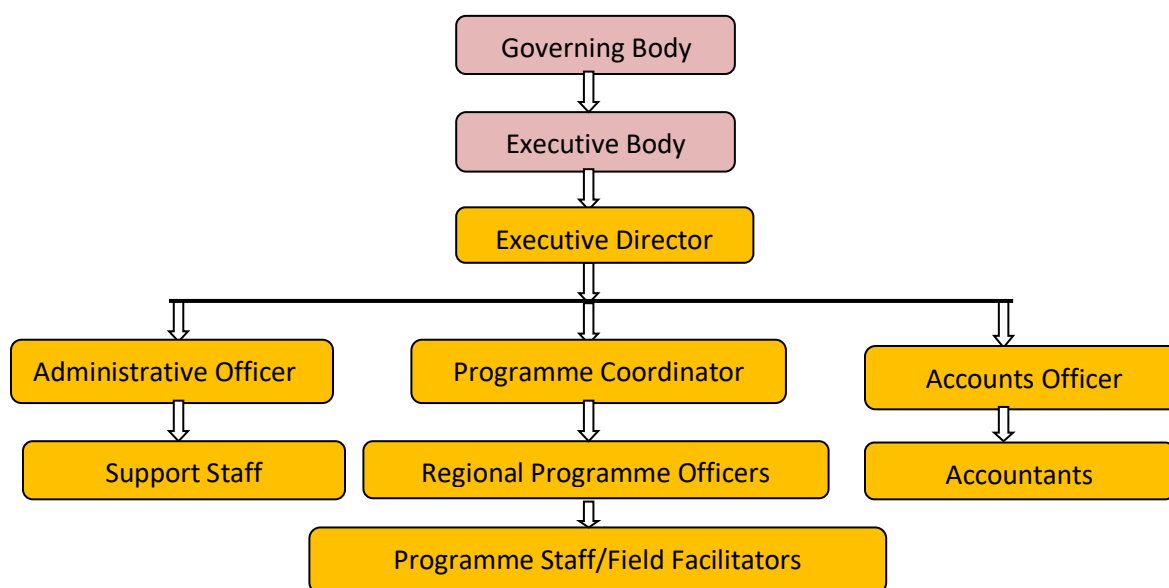 Governing Body
Executive Body
Executive Director
Administrative Officer
Programme Coordinator
Accounts Officer
Support Staff
Regional Programme Officers
Accountants
Programme Staff/Field Facilitators